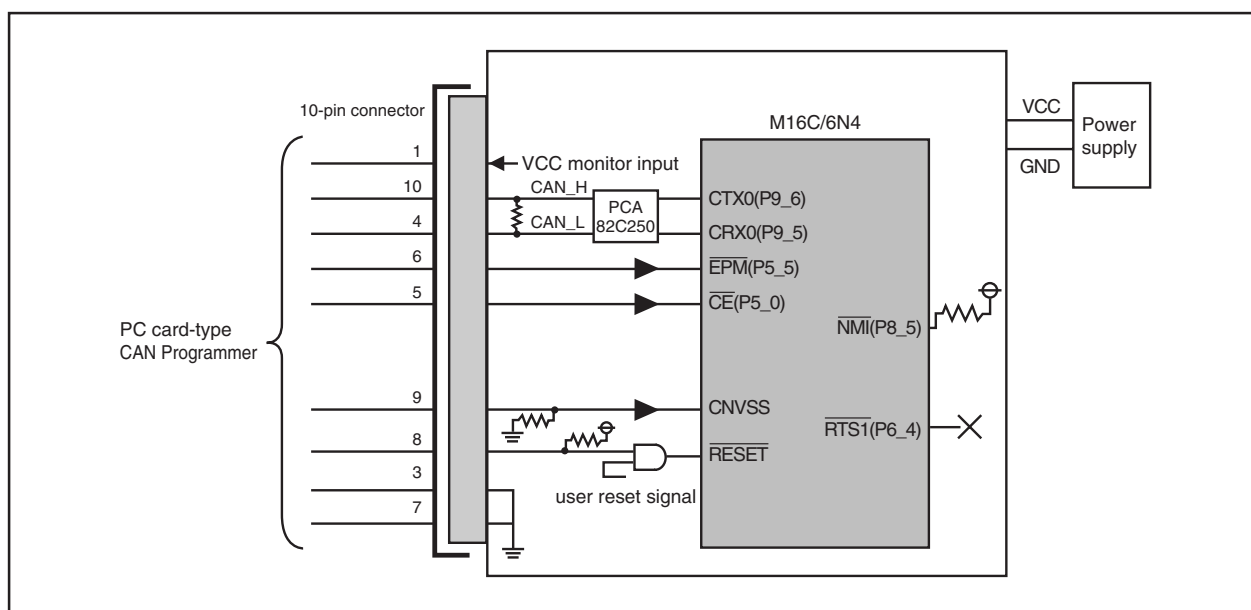 10-pin connector
M16C/6N4
VCC
Power
supply
GND
1
VCC monitor input
10
CAN_H
PCA
82C250
CTX0(P9_6)
4
CAN_L
CRX0(P9_5)
6
EPM(P5_5)
5
CE(P5_0)
PC card-type
CAN Programmer
NMI(P8_5)
9
CNVSS
RTS1(P6_4)
8
RESET
3
user reset signal
7